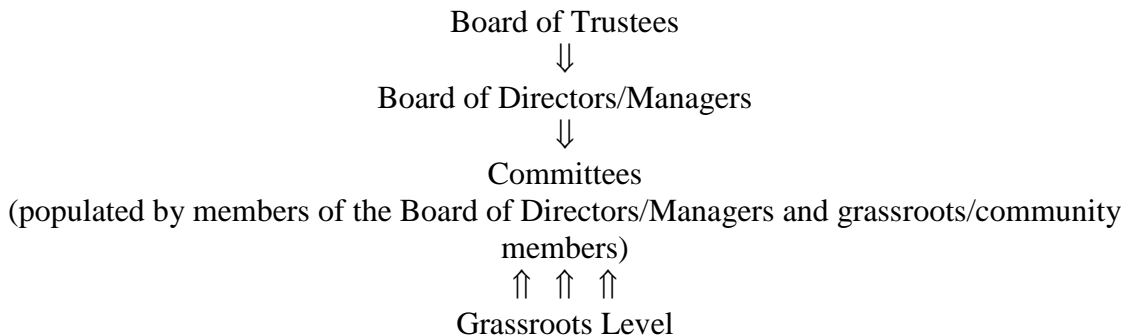 Board of Trustees
⇓
Board of Directors/Managers
⇓
Committees
(populated by members of the Board of Directors/Managers and grassroots/community
members)
⇑ ⇑ ⇑
Grassroots Level